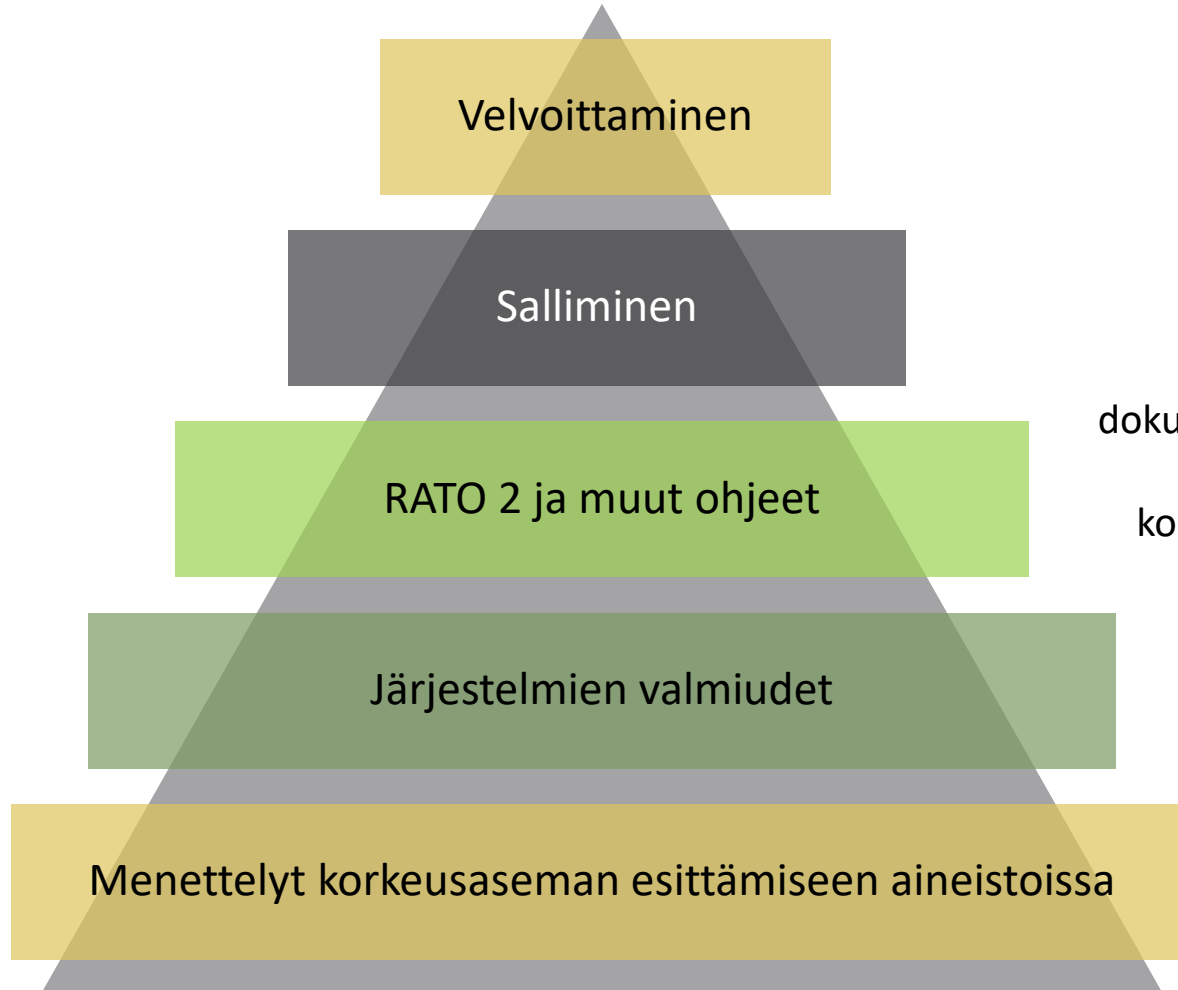 Velvoittaminen
Salliminen
doku
RATO 2 ja muut ohjeet
ko
Järjestelmien valmiudet
Menettelyt korkeusaseman esittämiseen aineistoissa